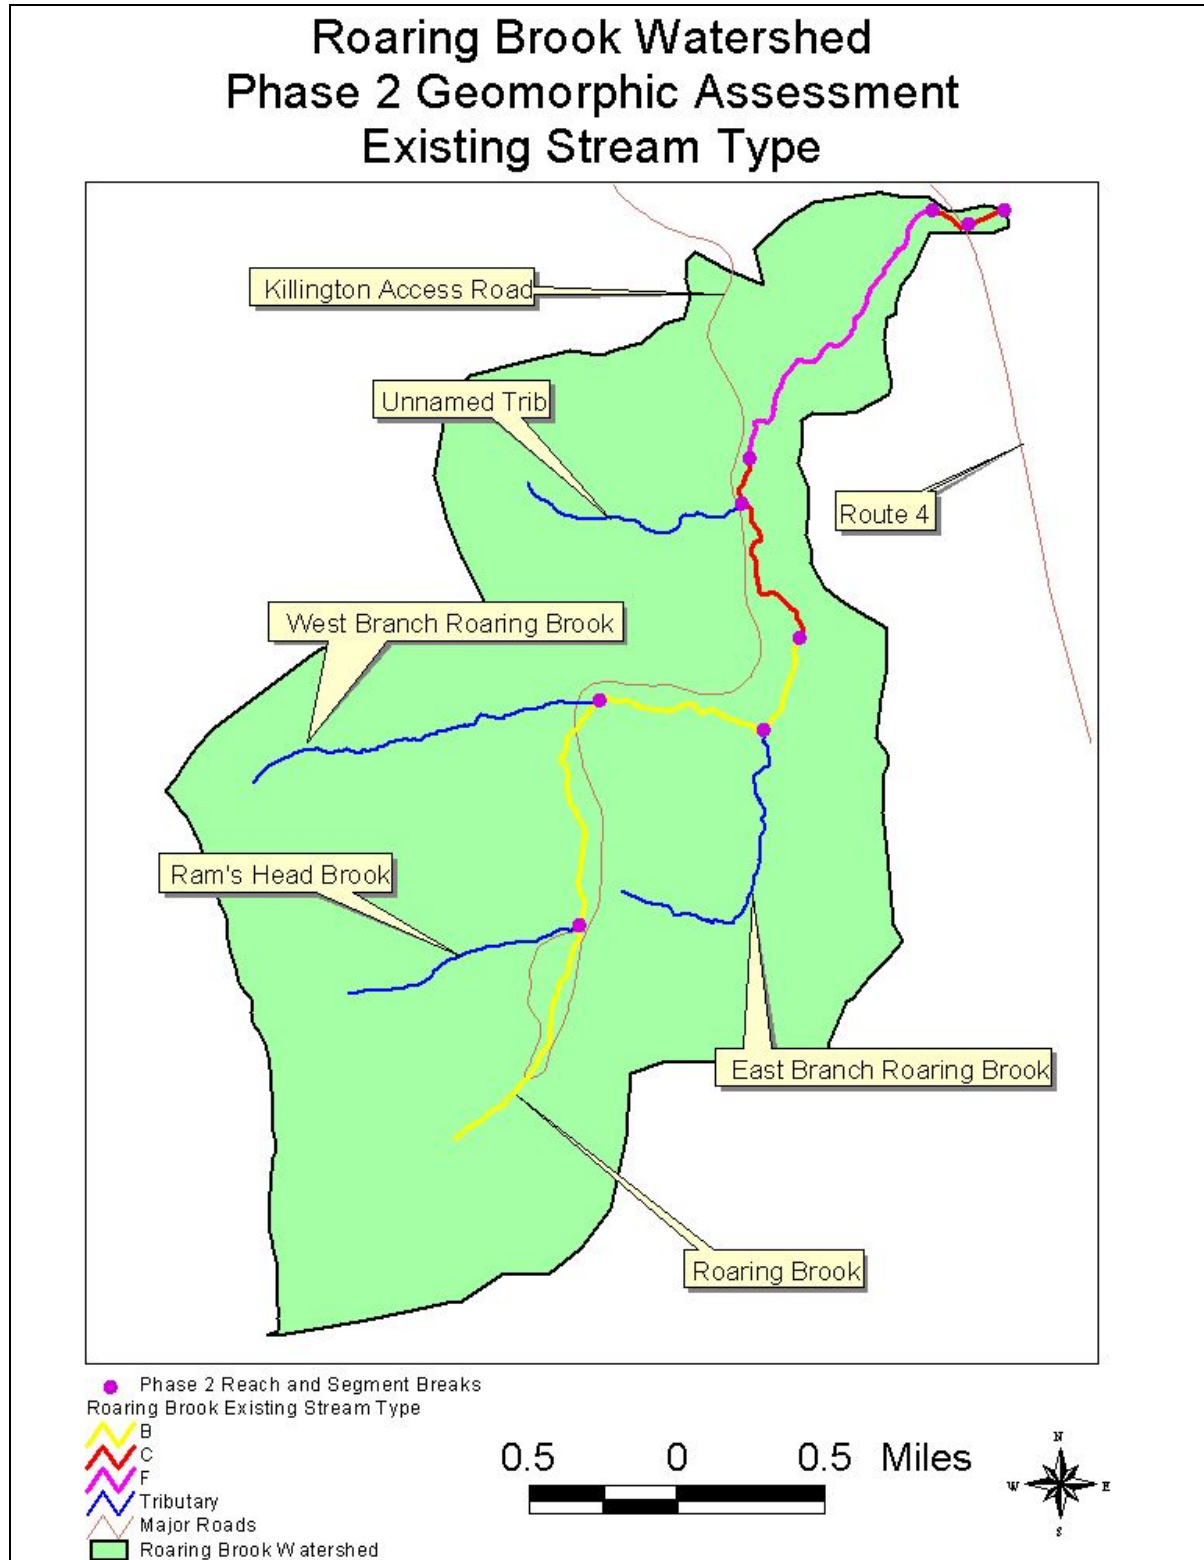 Roaring Brook Watershed
Phase 2 Geomorphic Assessment
Existing Stream Type
Killington Access Road
Unnamed Trib
Route 4
West Branch Roaring Brook
Ram's Head Brook
East Branch Roaring Brook
Roaring Brook
Phase 2 Reach and Segment Breaks
Roaring Brook Existing Stream Type
B
C
F
Tributary
Major Roads
Roaring Brook Watershed
0.5 0 0.5 Miles
N
W E
S